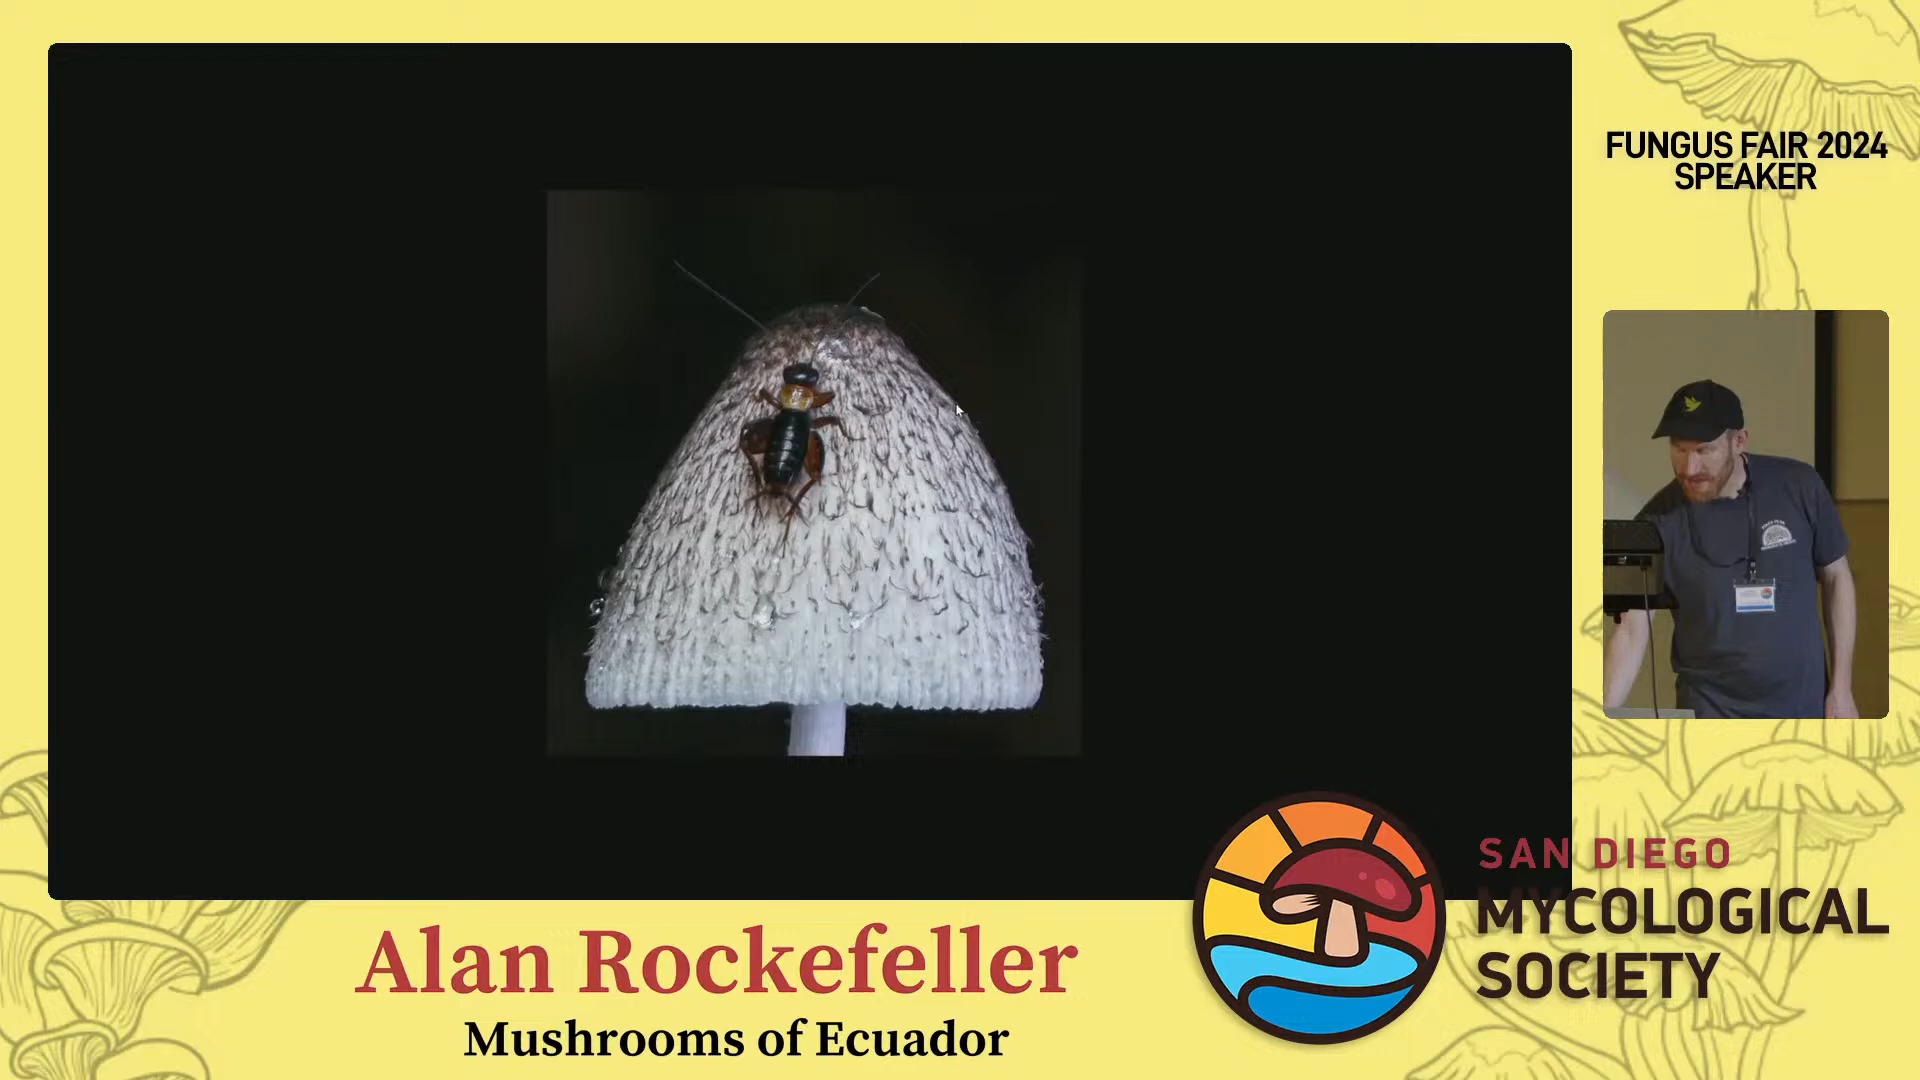 FUNGUS FAIR 2024
SPEAKER
SAN DIEGO
MYCOLOGICAL
SOCIETY
Alan Rockefeller
Mushrooms of Ecuador